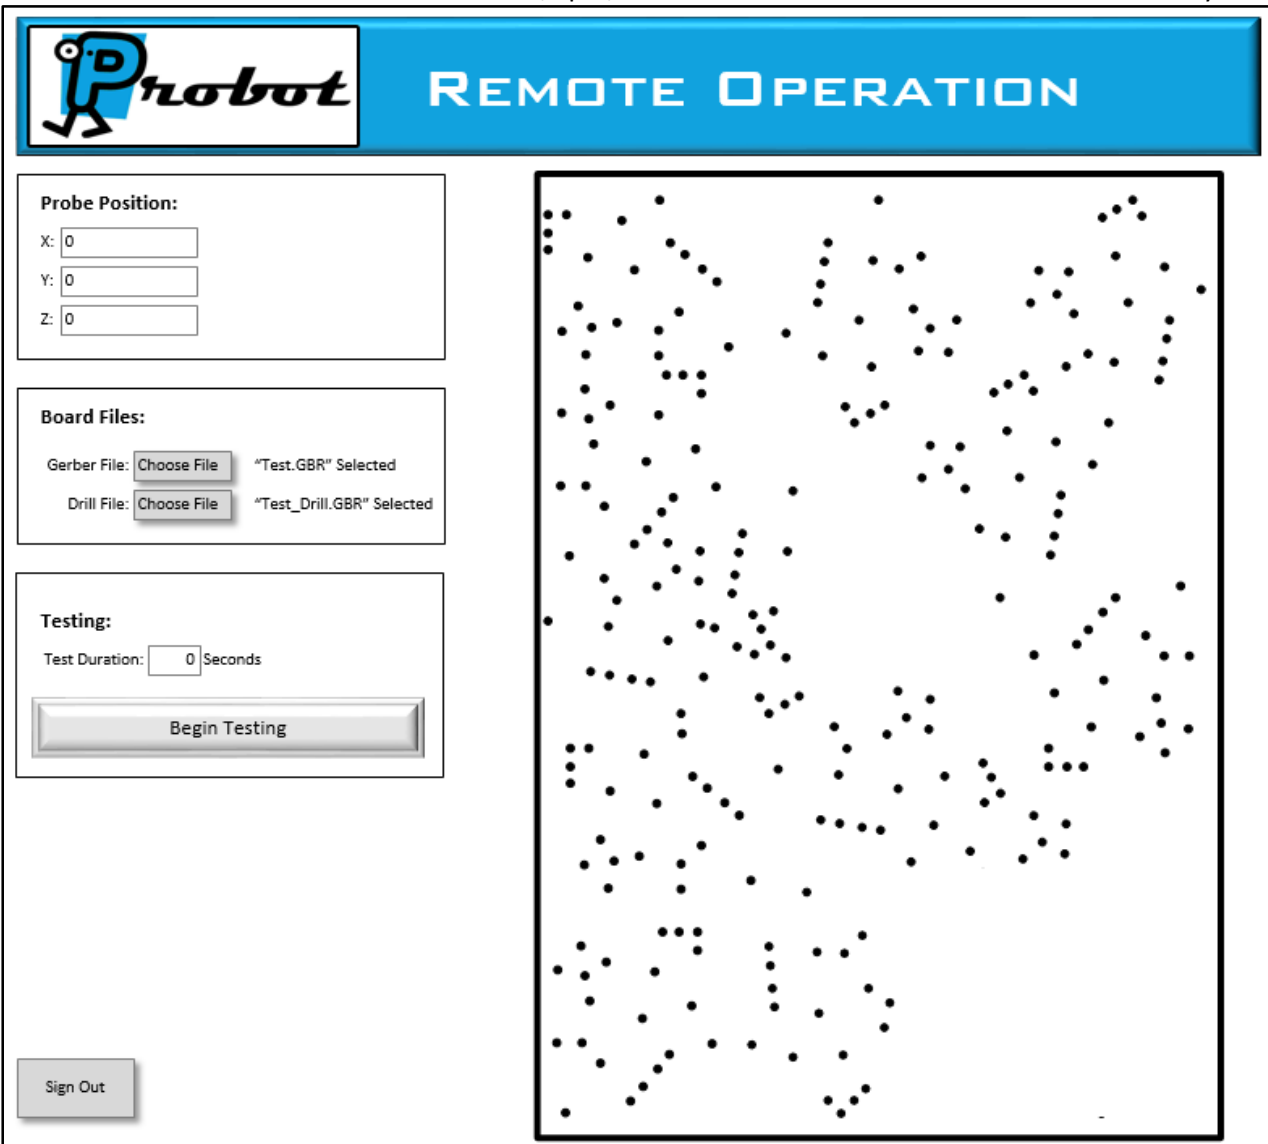 Probot
REMOTE OPERATION
Probe Position:
X: 0
Y: 0
Z: 0
Board Files:
Gerber File: Choose File "Test.GBR" Selected
Drill File: Choose File "Test_Drill.GBR" Selected
Testing:
Test Duration: 0 Seconds
Begin Testing
Sign Out